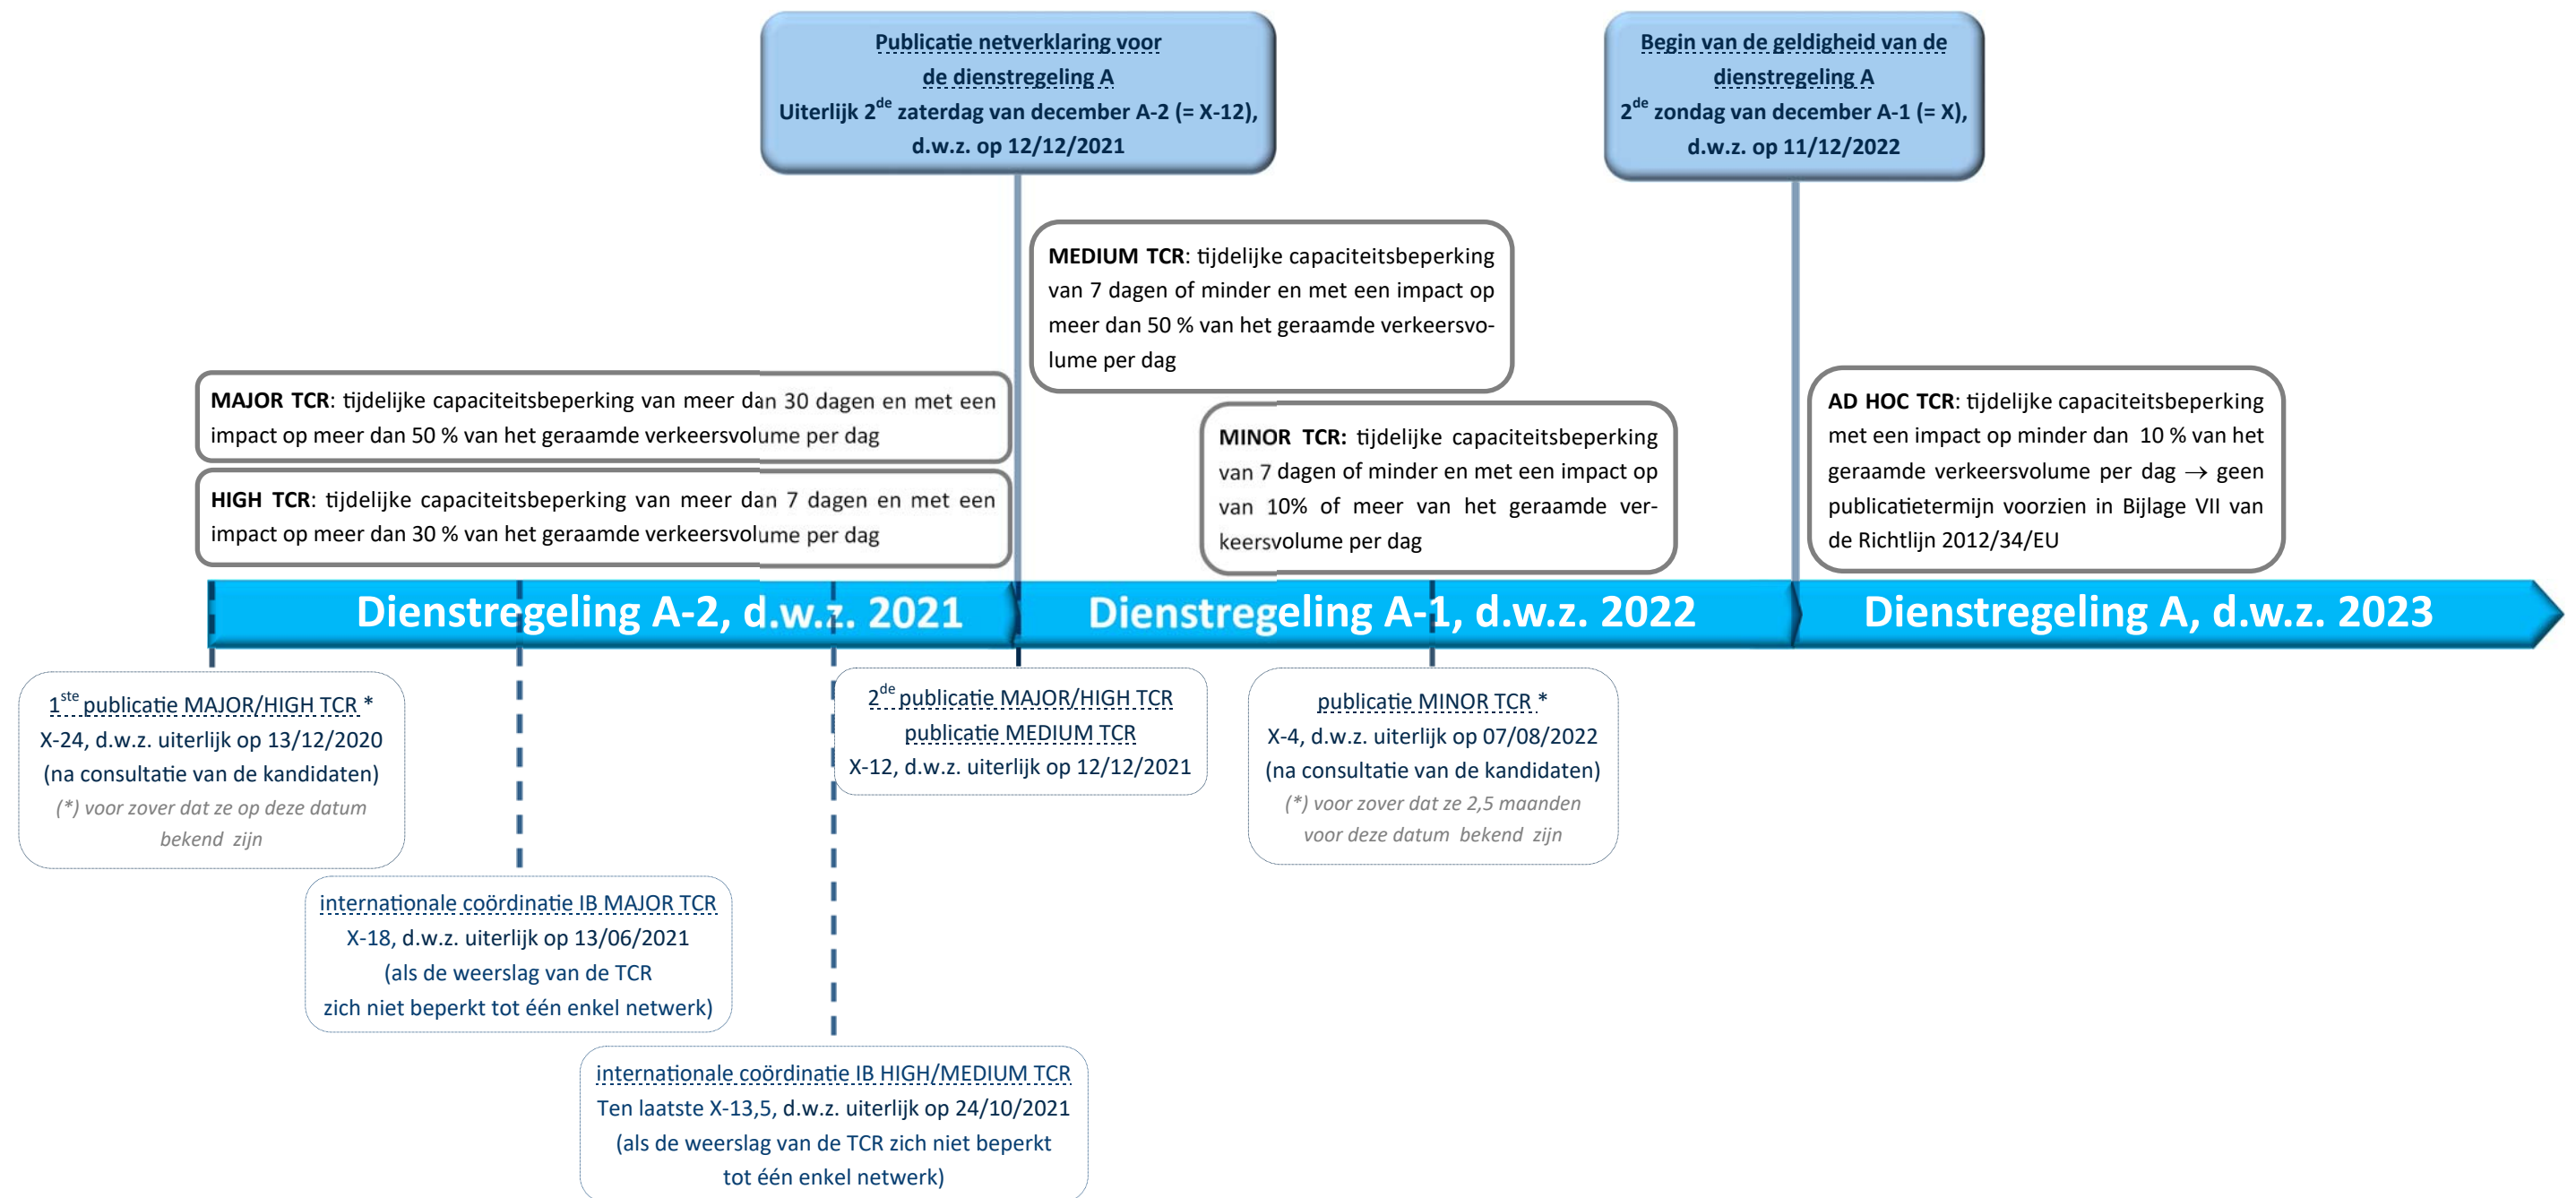 Publicatie netverklaring voor
de dienstregeling A
Uiterlijk 2de zaterdag van december A-2 (= X-12),
d.w.z. op 12/12/2021
Begin van de geldigheid van de
dienstregeling A
2de zondag van december A-1 (= X),
d.w.z. op 11/12/2022
MEDIUM TCR: tijdelijke capaciteitsbeperking
van 7 dagen of minder en met een impact op
meer dan 50 % van het geraamde verkeersvo-
lume per dag
MAJOR TCR: tijdelijke capaciteitsbeperking van meer dan 30 dagen en met een
impact op meer dan 50 % van het geraamde verkeersvolume per dag
HIGH TCR: tijdelijke capaciteitsbeperking van meer dan 7 dagen en met een
impact op meer dan 30 % van het geraamde verkeersvolume per dag
MINOR TCR: tijdelijke capaciteitsbeperking
van 7 dagen of minder en met een impact op
van 10% of meer van het geraamde ver-
keersvolume per dag
AD HOC TCR: tijdelijke capaciteitsbeperking
met een impact op minder dan 10 % van het
geraamde verkeersvolume per dag → geen
publicatietermijn voorzien in Bijlage VII van
de Richtlijn 2012/34/EU
Dienstregeling A-2, d.w.z. 2021
Dienstregeling A-1, d.w.z. 2022
Dienstregeling A, d.w.z. 2023
1ste publicatie MAJOR/HIGH TCR *
X-24, d.w.z. uiterlijk op 13/12/2020
(na consultatie van de kandidaten)
(*) voor zover dat ze op deze datum
bekend zijn
2de publicatie MAJOR/HIGH TCR
publicatie MEDIUM TCR
X-12, d.w.z. uiterlijk op 12/12/2021
publicatie MINOR TCR *
X-4, d.w.z. uiterlijk op 07/08/2022
(na consultatie van de kandidaten)
(*) voor zover dat ze 2,5 maanden
voor deze datum bekend zijn
internationale coördinatie IB MAJOR TCR
X-18, d.w.z. uiterlijk op 13/06/2021
(als de weerslag van de TCR
zich niet beperkt tot één enkel netwerk)
internationale coördinatie IB HIGH/MEDIUM TCR
Ten laatste X-13,5, d.w.z. uiterlijk op 24/10/2021
(als de weerslag van de TCR zich niet beperkt
tot één enkel netwerk)